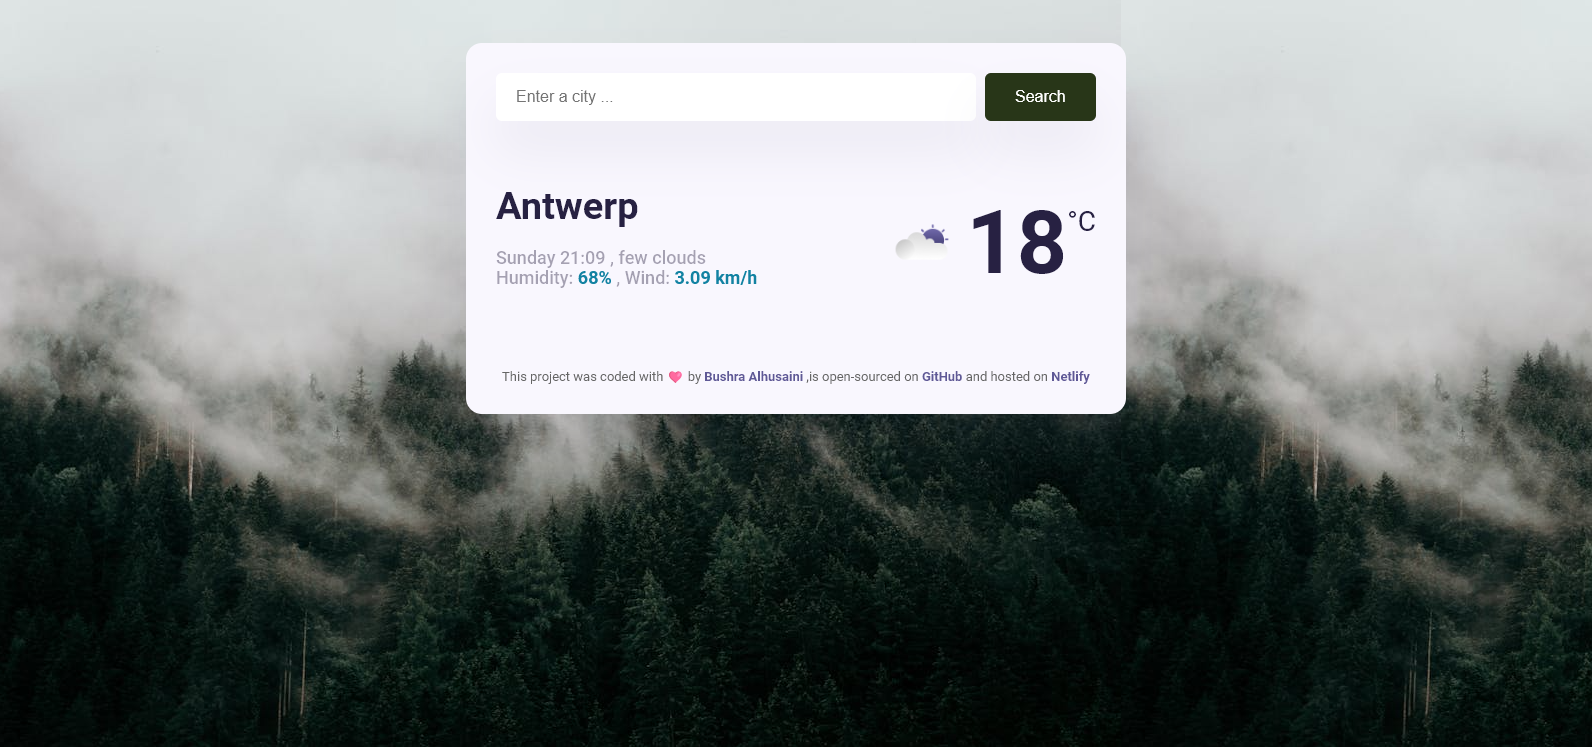 Enter a city ... Search
Antwerp
18 °C
Sunday 21:09 , few clouds
Humidity: 68% , Wind: 3.09 km/h
This project was coded with 💗 by Bushra Alhusaini ,is open-sourced on GitHub and hosted on Netlify